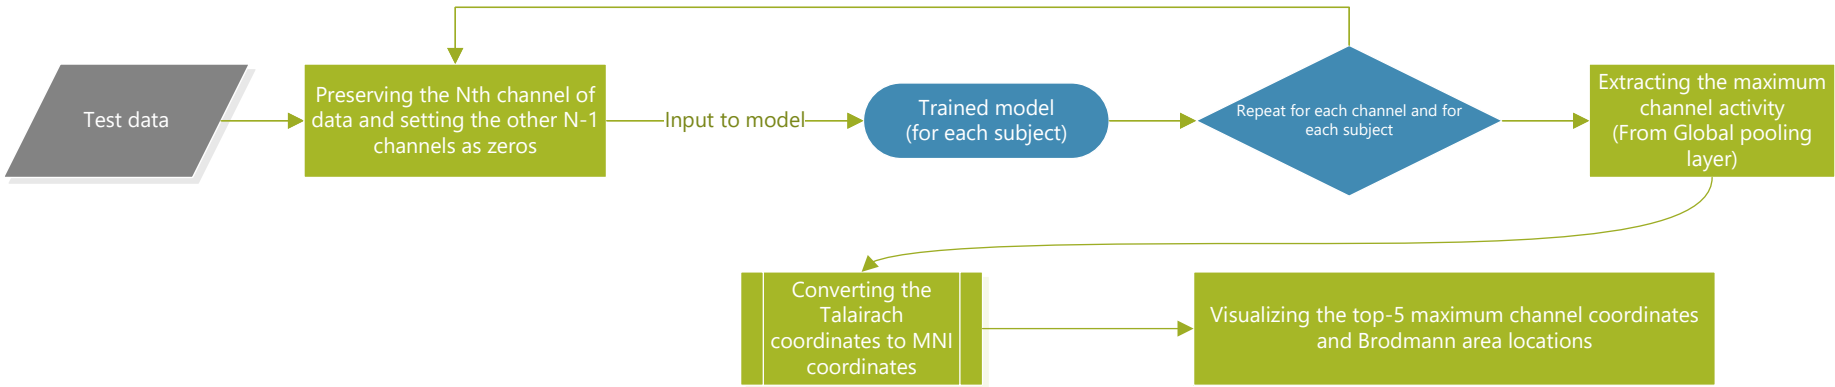 Test data
Preserving the Nth channel of
data and setting the other N-1
channels as zeros
Input to model
Trained model
(for each subject)
Repeat for each channel and for
each subject
Extracting the maximum
channel activity
(From Global pooling
layer)
Converting the
Talairach
coordinates to MNI
coordinates
Visualizing the top-5 maximum channel coordinates
and Brodmann area locations